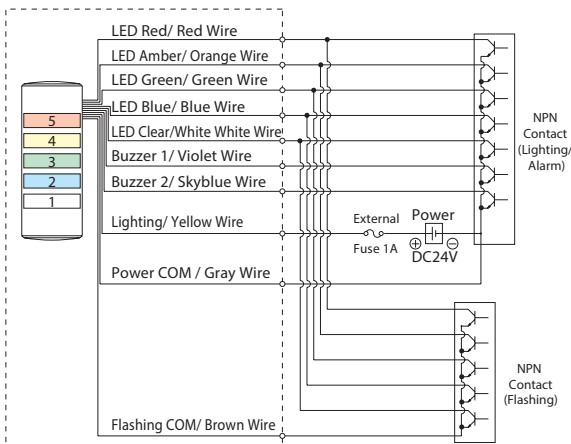 LED Red/ Red Wire
LED Amber/ Orange Wire
LED Green/ Green Wire
LED Blue/ Blue Wire
LED Clear/White White Wire
Buzzer 1/ Violet Wire
Buzzer 2/ Skyblue Wire
Lighting/ Yellow Wire
Power COM / Gray Wire
Flashing COM/ Brown Wire
5
4
3
2
1
External
Fuse 1A
Power
DC24V
NPN
Contact
(Lighting/
Alarm)
NPN
Contact
(Flashing)